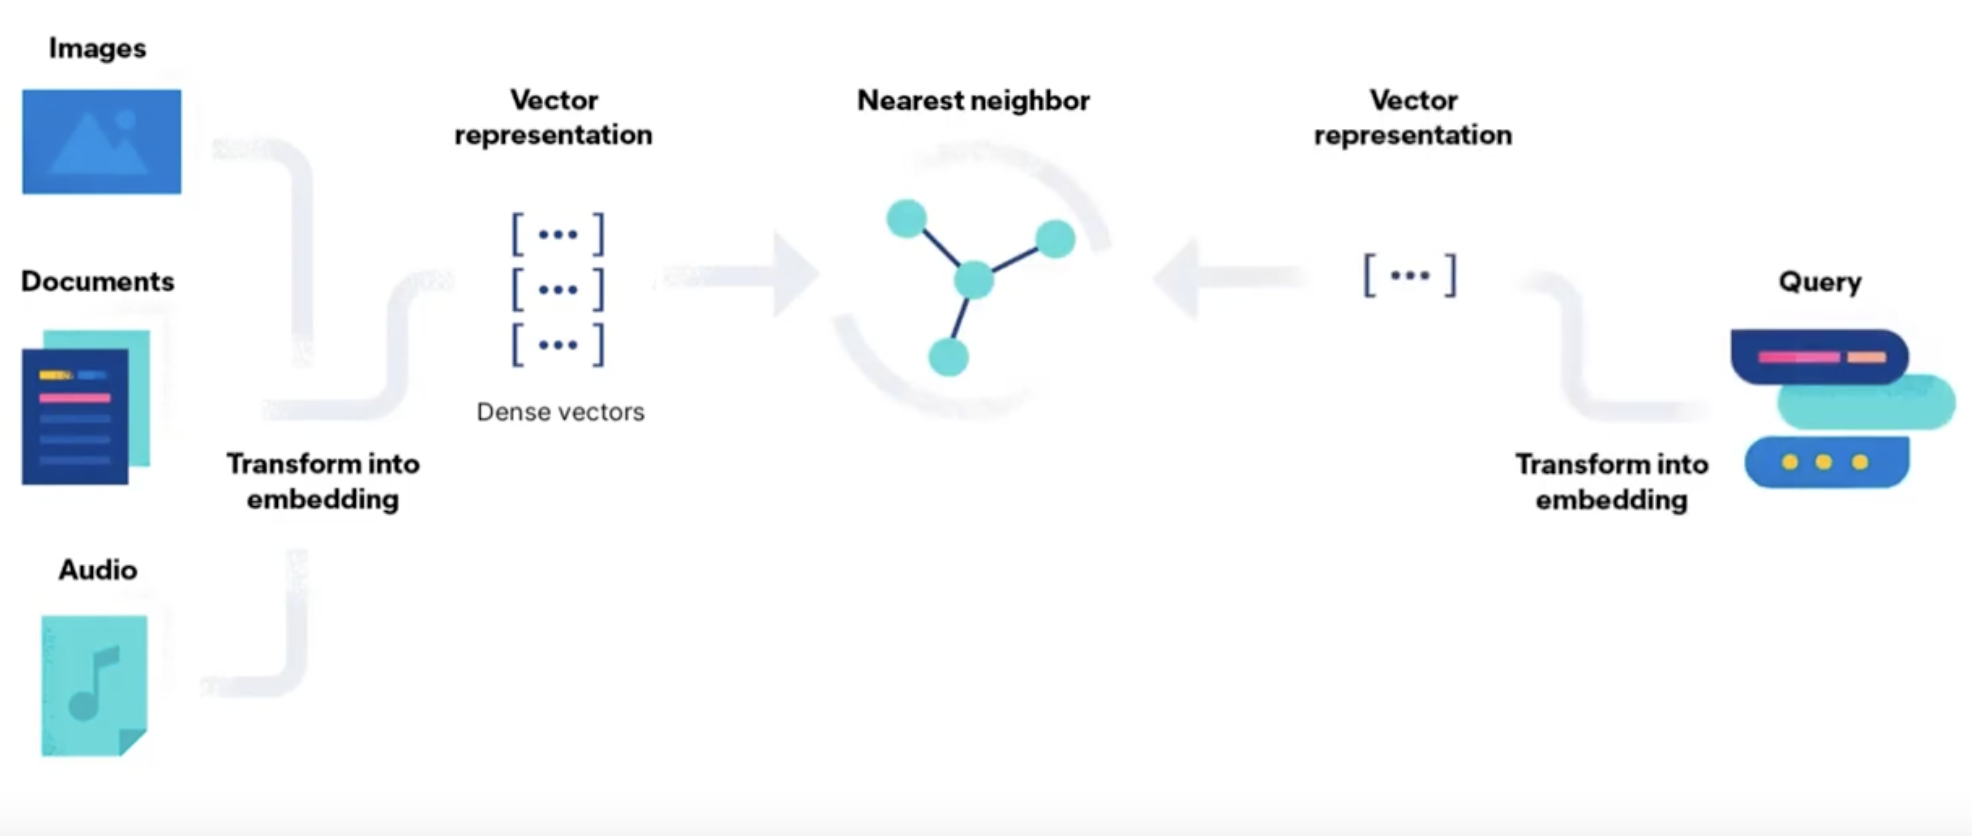 Images
Documents
Audio
Transform into
embedding
Vector
representation
[ ••• ]
[ ••• ]
[ ••• ]
Dense vectors
Nearest neighbor
Vector
representation
[ ••• ]
Transform into
embedding
Query